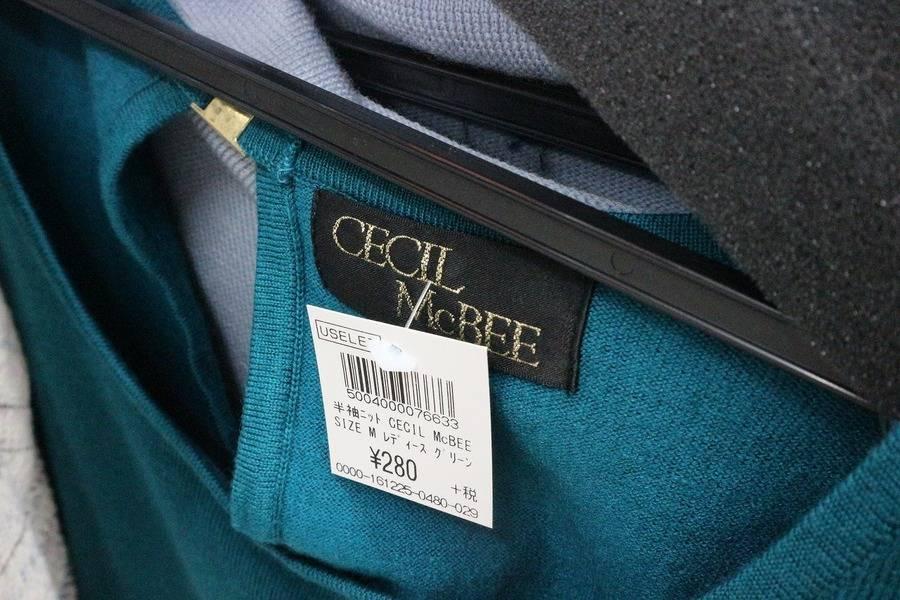 CECIL
McBEE
USELE
5004000076633
半袖ニット CECIL McBEE
SIZE M レディース グリーン
¥280
+税
0000-161225-0480-029